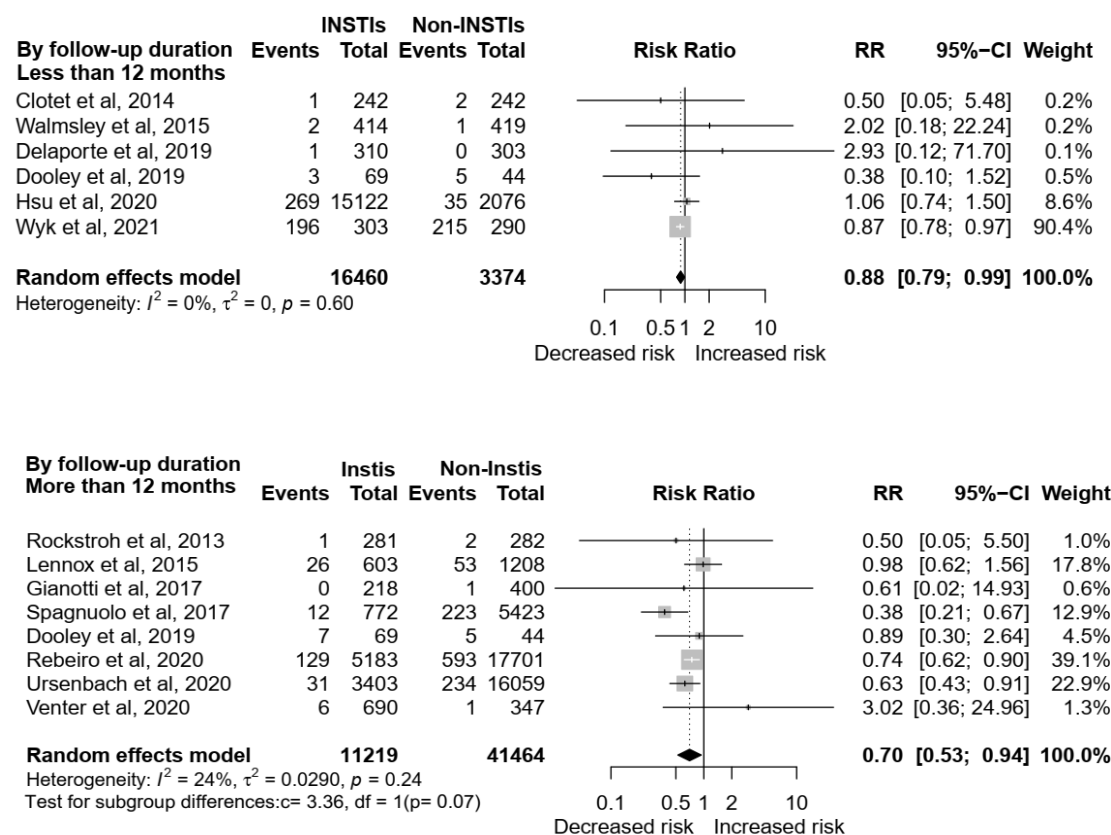 INSTIs Non-INSTIs
By follow-up duration Events Total Events Total Risk Ratio RR 95%−CI Weight
Less than 12 months
Clotet et al, 2014 1 242 2 242 0.50 [0.05; 5.48] 0.2%
Walmsley et al, 2015 2 414 1 419 2.02 [0.18; 22.24] 0.2%
Delaporte et al, 2019 1 310 0 303 2.93 [0.12; 71.70] 0.1%
Dooley et al, 2019 3 69 5 44 0.38 [0.10; 1.52] 0.5%
Hsu et al, 2020 269 15122 35 2076 1.06 [0.74; 1.50] 8.6%
Wyk et al, 2021 196 303 215 290 0.87 [0.78; 0.97] 90.4%
Random effects model 16460 3374 0.88 [0.79; 0.99] 100.0%
Heterogeneity: I² = 0%, τ² = 0, p = 0.60
0.1 0.5 1 2 10
Decreased risk Increased risk
By follow-up duration Instis Non-Instis
More than 12 months Events Total Events Total Risk Ratio RR 95%−CI Weight
Rockstroh et al, 2013 1 281 2 282 0.50 [0.05; 5.50] 1.0%
Lennox et al, 2015 26 603 53 1208 0.98 [0.62; 1.56] 17.8%
Gianotti et al, 2017 0 218 1 400 0.61 [0.02; 14.93] 0.6%
Spagnuolo et al, 2017 12 772 223 5423 0.38 [0.21; 0.67] 12.9%
Dooley et al, 2019 7 69 5 44 0.89 [0.30; 2.64] 4.5%
Rebeiro et al, 2020 129 5183 593 17701 0.74 [0.62; 0.90] 39.1%
Ursenbach et al, 2020 31 3403 234 16059 0.63 [0.43; 0.91] 22.9%
Venter et al, 2020 6 690 1 347 3.02 [0.36; 24.96] 1.3%
Random effects model 11219 41464 0.70 [0.53; 0.94] 100.0%
Heterogeneity: I² = 24%, τ² = 0.0290, p = 0.24
Test for subgroup differences:c= 3.36, df = 1(p= 0.07)
0.1 0.5 1 2 10
Decreased risk Increased risk